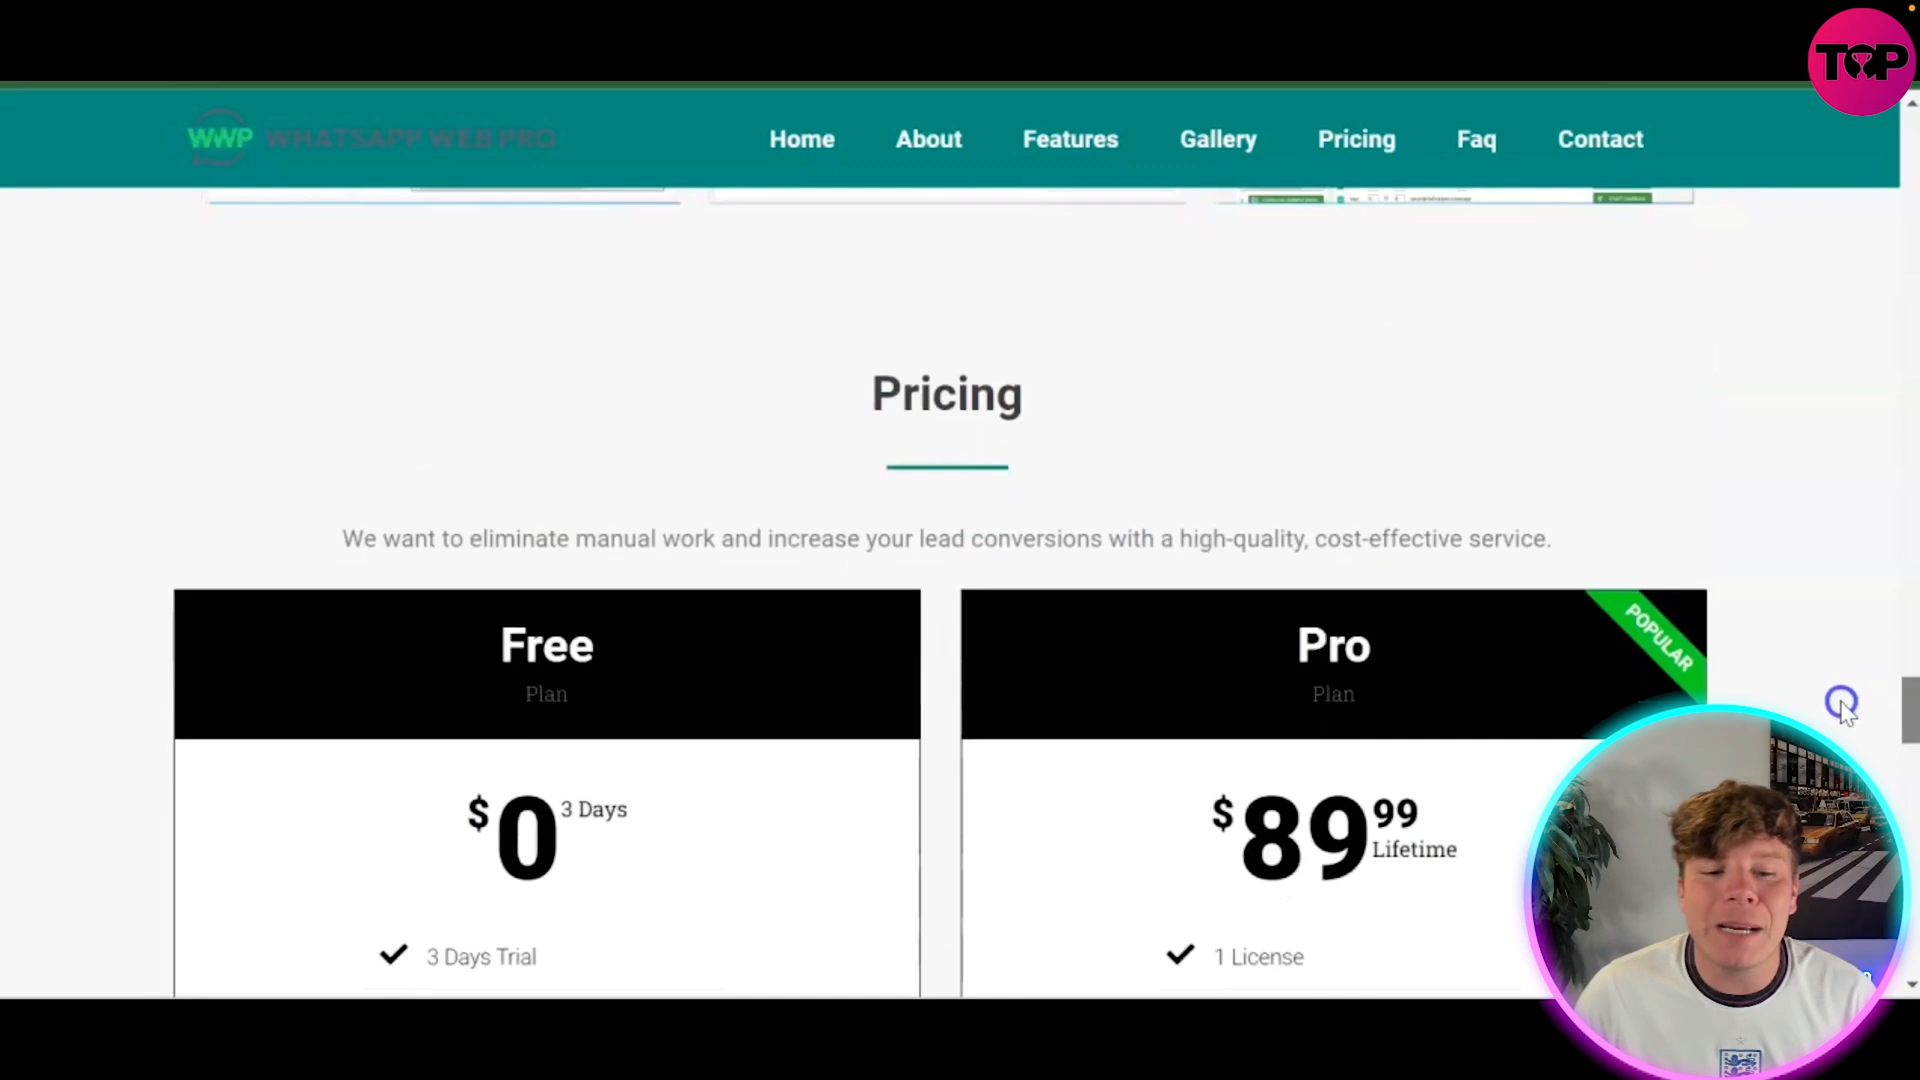 TOP
WWP WHATSAPP WEB PRO
Home About Features Gallery Pricing Faq Contact
Pricing
We want to eliminate manual work and increase your lead conversions with a high-quality, cost-effective service.
Free
Plan
$0 3 Days
3 Days Trial
Pro
Plan
POPULAR
$89 99
Lifetime
1 License